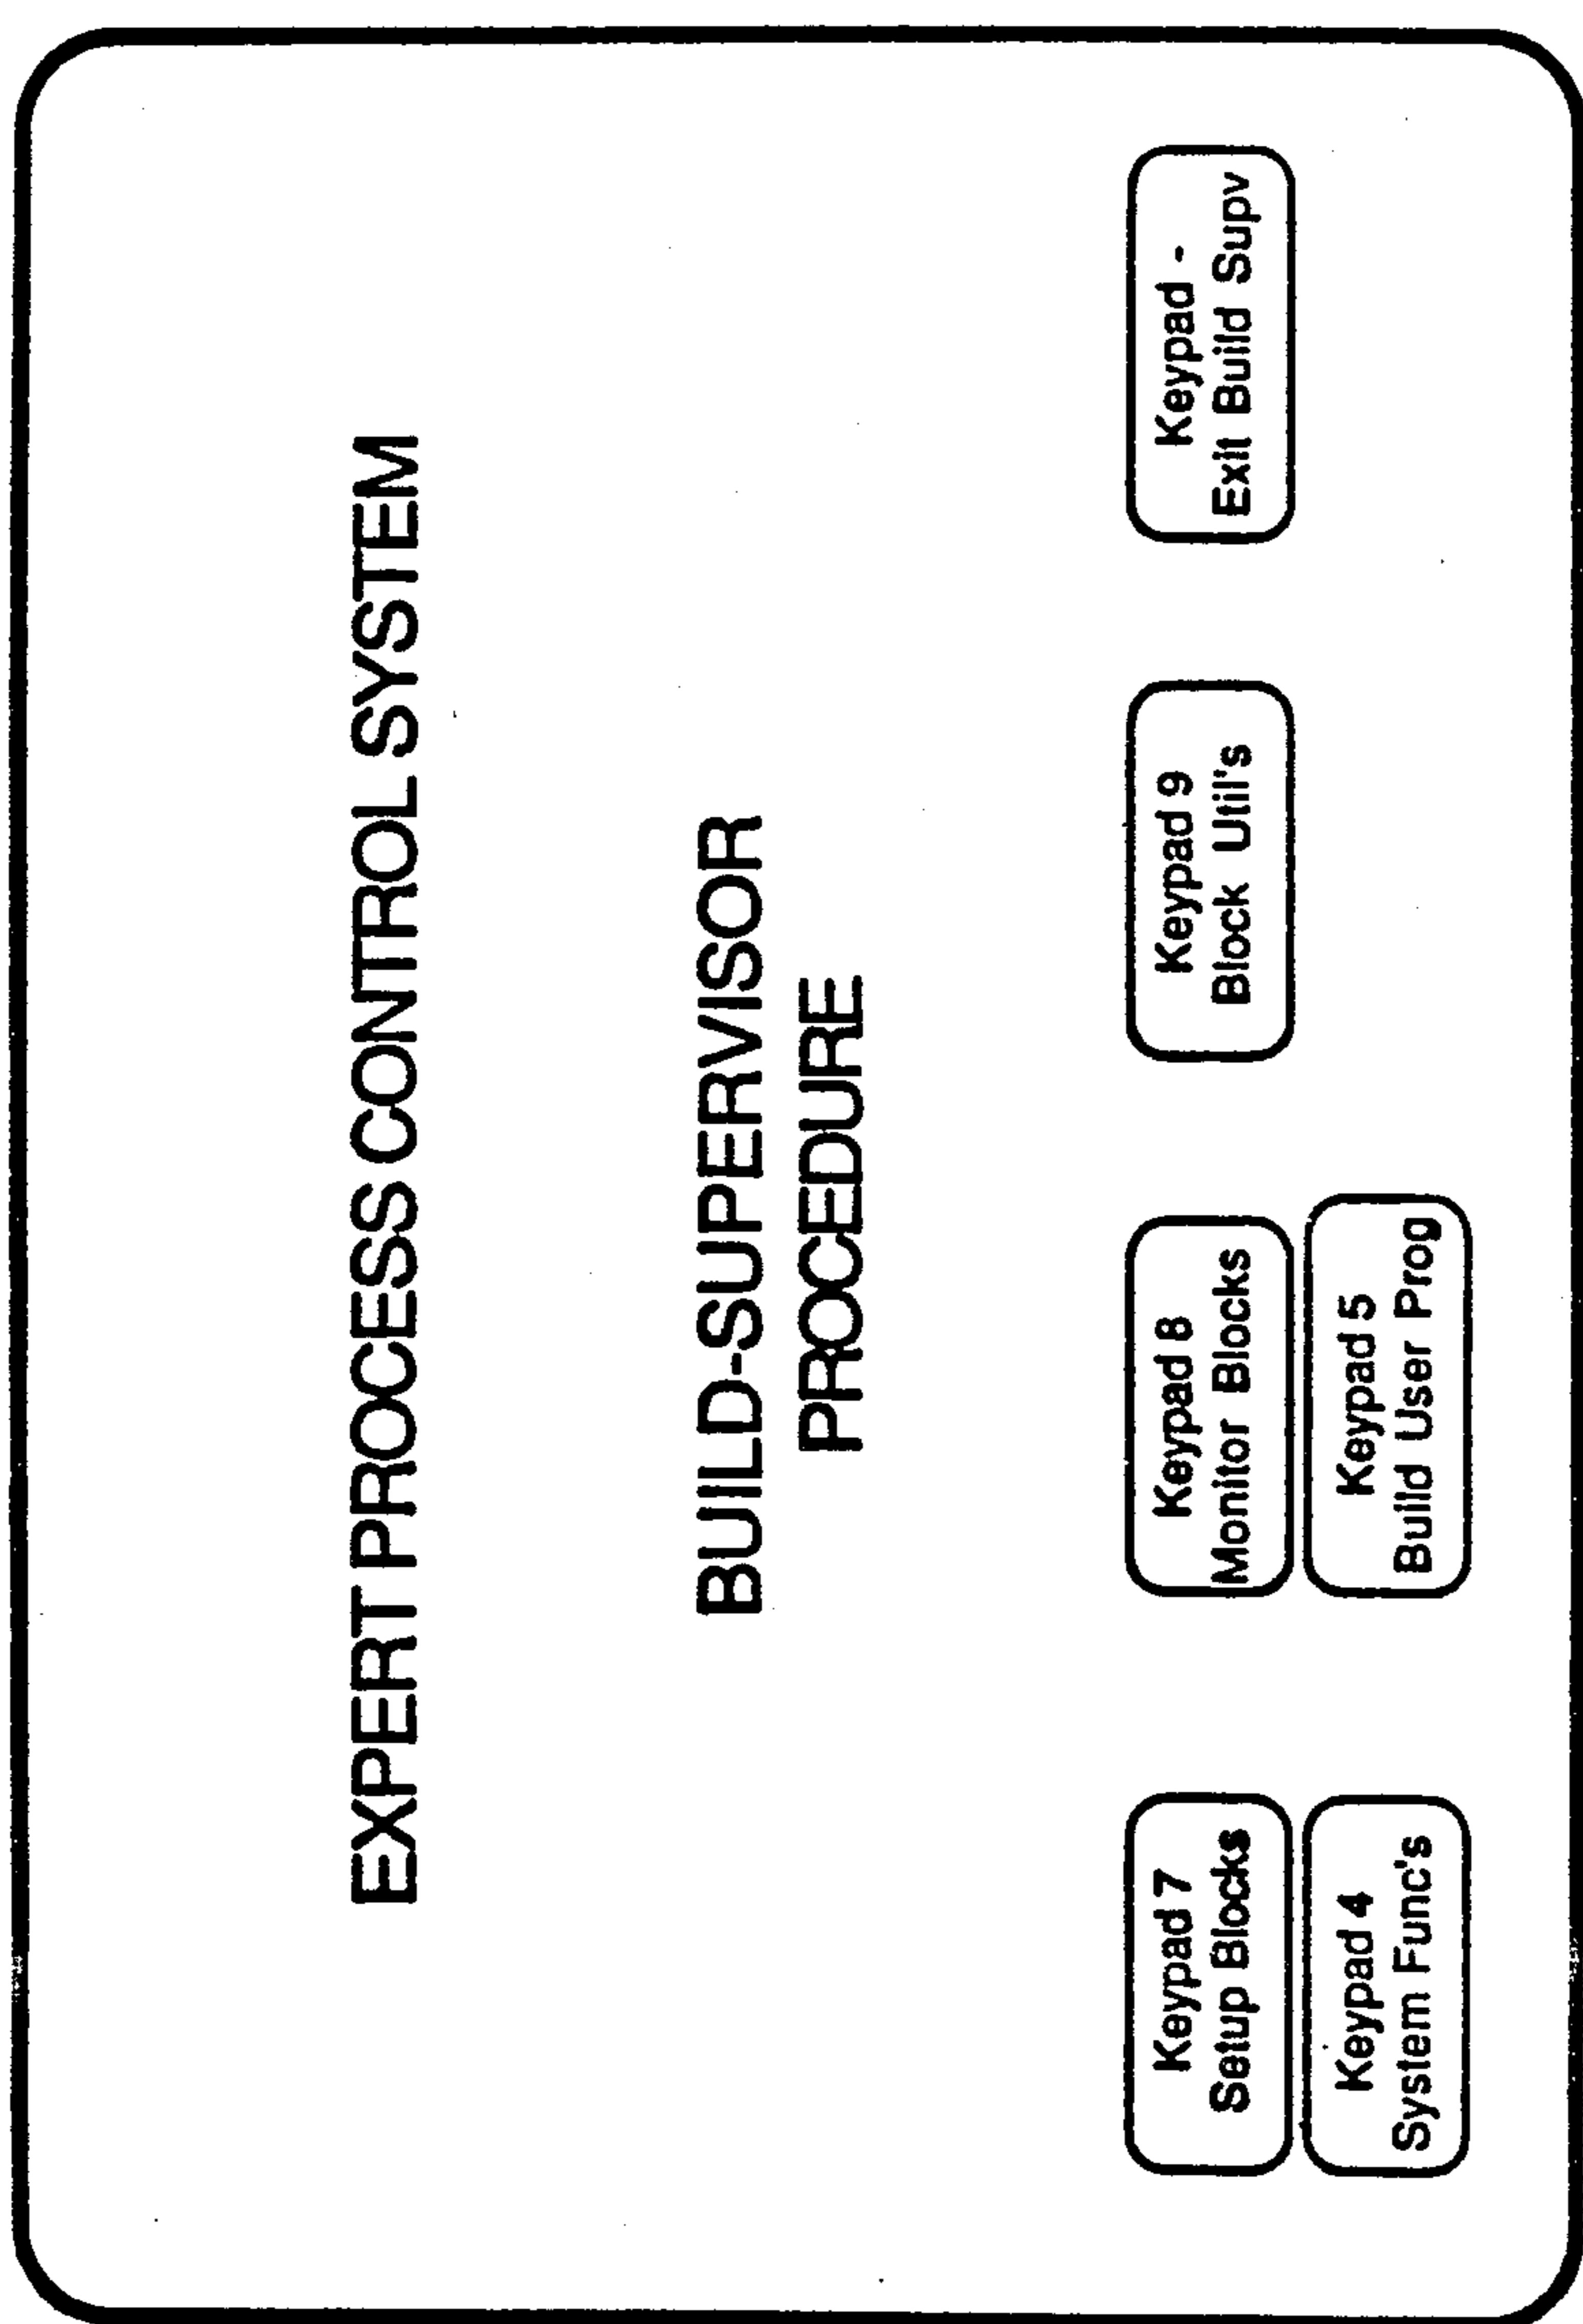 EXPERT PROCESS CONTROL SYSTEM
BUILD-SUPERVISOR
PROCEDURE
Keypad 7
Setup Blocks
Keypad 8
Monitor Blocks
Keypad 9
Block Util's
Keypad -
Exit Build Supv
Keypad 4
System Func's
Keypad 5
Build User Prog